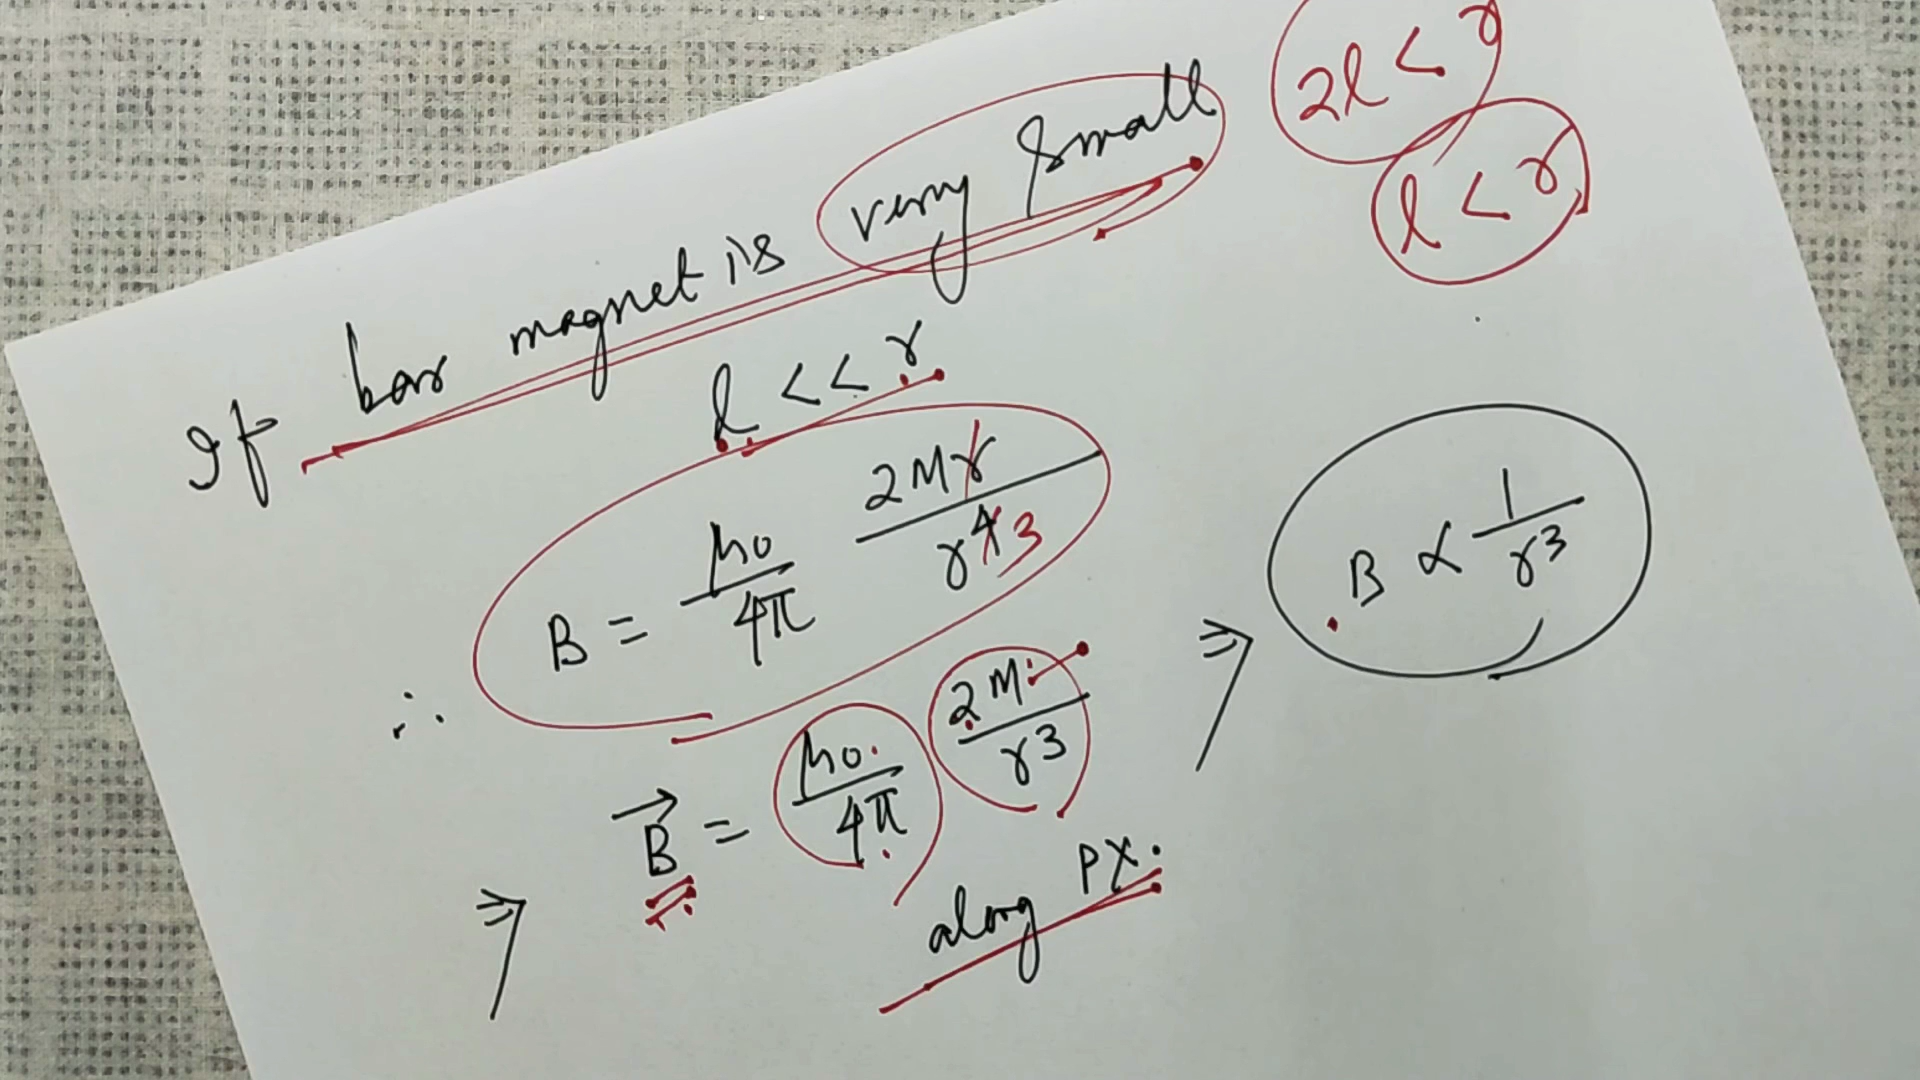 2l < r
l < r
If bar magnet is very small
l << r
∴ B = μ0/4π 2Mr/r4 3
⇒ B ∝ 1/r3
⇒ B⃗ = μ0/4π 2M/r3
along PX.